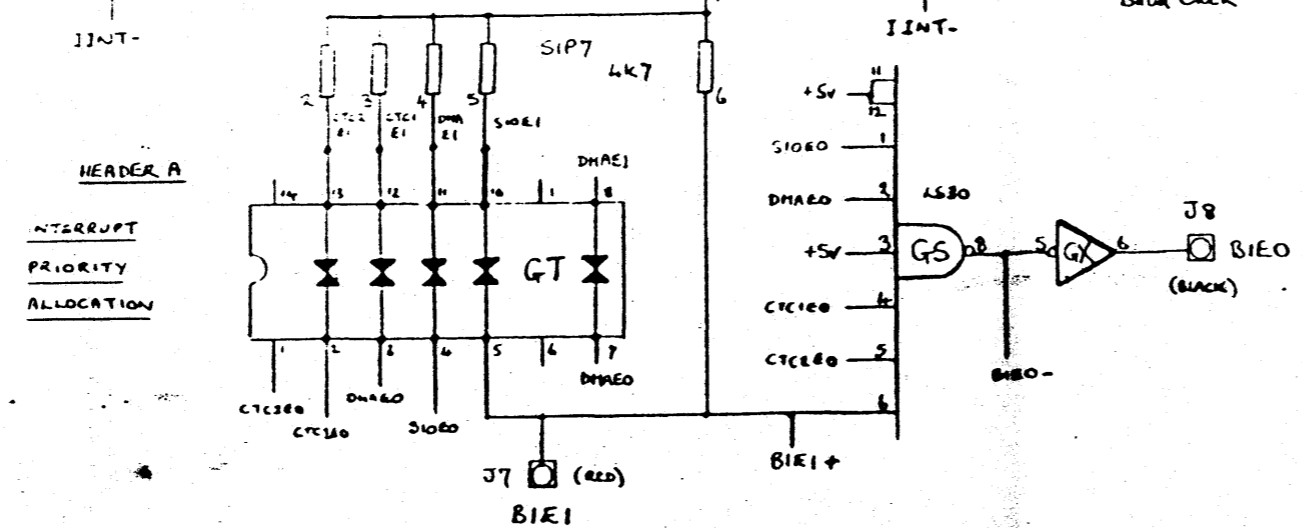 IINT-
SIP7
4K7
2
3
4
5
6
CTC2
EI
CTC1
EI
DMA
EI
SIOEI
HEADER A
INTERRUPT
PRIORITY
ALLOCATION
14
13
12
11
10
DMAEI
8
GT
1
2
3
4
5
6
7
DMAEO
CTC1EO
DMAEO
SIOEO
J7 (RED)
BIEI
IINT-
+5V
11
12
SIOEO
1
DMAEO
2
LS30
+5V
3
GS
8
5
GX
6
J8
BIEO
(BLACK)
CTC1EO
4
CTC2EO
5
6
BIEO-
BIEI+